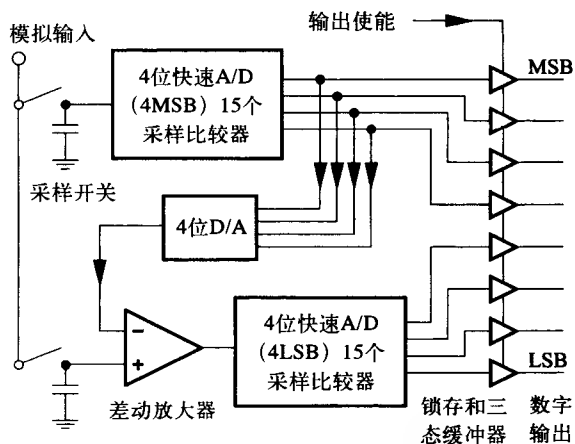 输出使能
模拟输入
MSB
4位快速A/D
(4MSB) 15个
采样比较器
采样开关
4位D/A
4位快速A/D
(4LSB) 15个
采样比较器
−
+
差动放大器
LSB
锁存和三
态缓冲器
数字
输出